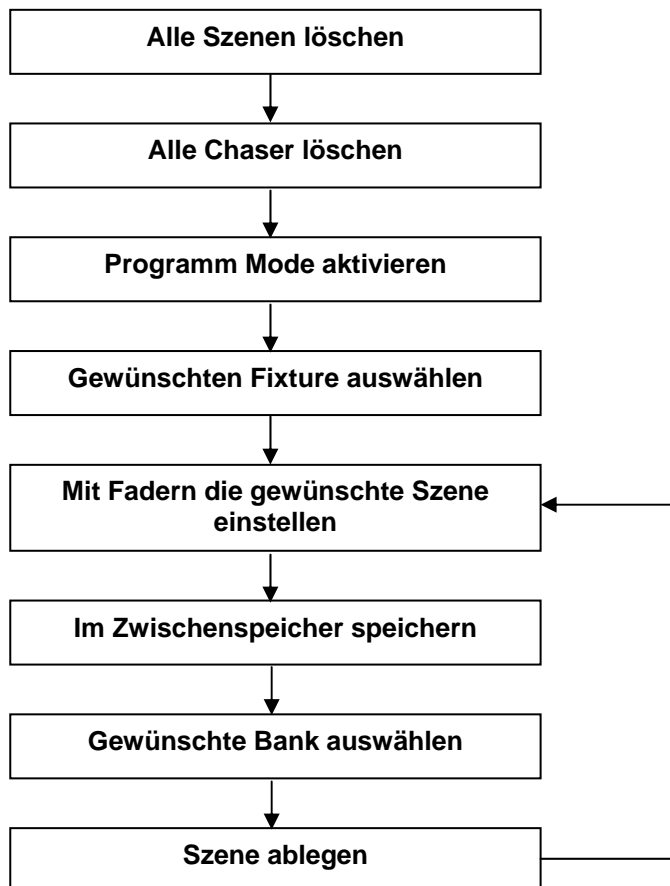 Alle Szenen löschen
Alle Chaser löschen
Programm Mode aktivieren
Gewünschten Fixture auswählen
Mit Fadern die gewünschte Szene
einstellen
Im Zwischenspeicher speichern
Gewünschte Bank auswählen
Szene ablegen